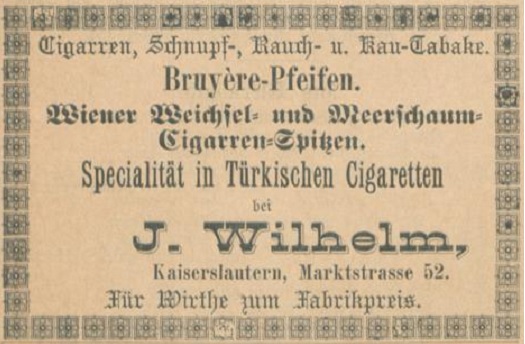 Cigarren, Schnupf-, Rauch- u. Kau-Tabake.
Bruyère-Pfeifen.
Wiener Weichsel- und Meerschaum-
Cigarren-Spitzen.
Specialität in Türkischen Cigaretten
bei
J. Wilhelm,
Kaiserslautern, Marktstrasse 52.
Für Wirthe zum Fabrikpreis.